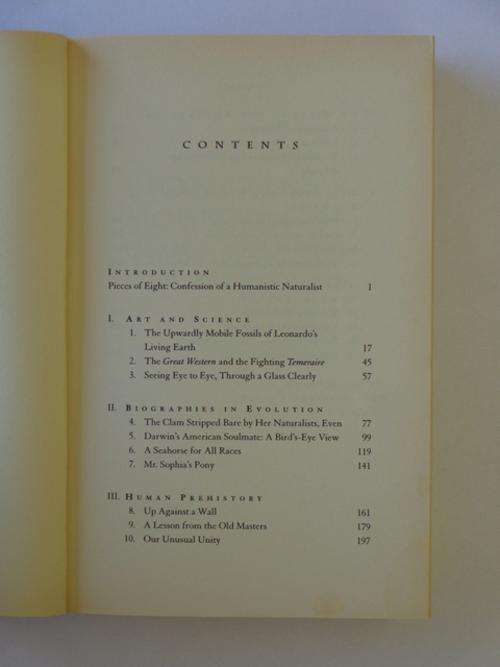 CONTENTS
INTRODUCTION
Pieces of Eight: Confession of a Humanistic Naturalist 1
I. ART AND SCIENCE
1. The Upwardly Mobile Fossils of Leonardo's
Living Earth 17
2. The Great Western and the Fighting Temeraire 45
3. Seeing Eye to Eye, Through a Glass Clearly 57
II. BIOGRAPHIES IN EVOLUTION
4. The Clam Stripped Bare by Her Naturalists, Even 77
5. Darwin's American Soulmate: A Bird's-Eye View 99
6. A Seahorse for All Races 119
7. Mr. Sophia's Pony 141
III. HUMAN PREHISTORY
8. Up Against a Wall 161
9. A Lesson from the Old Masters 179
10. Our Unusual Unity 197